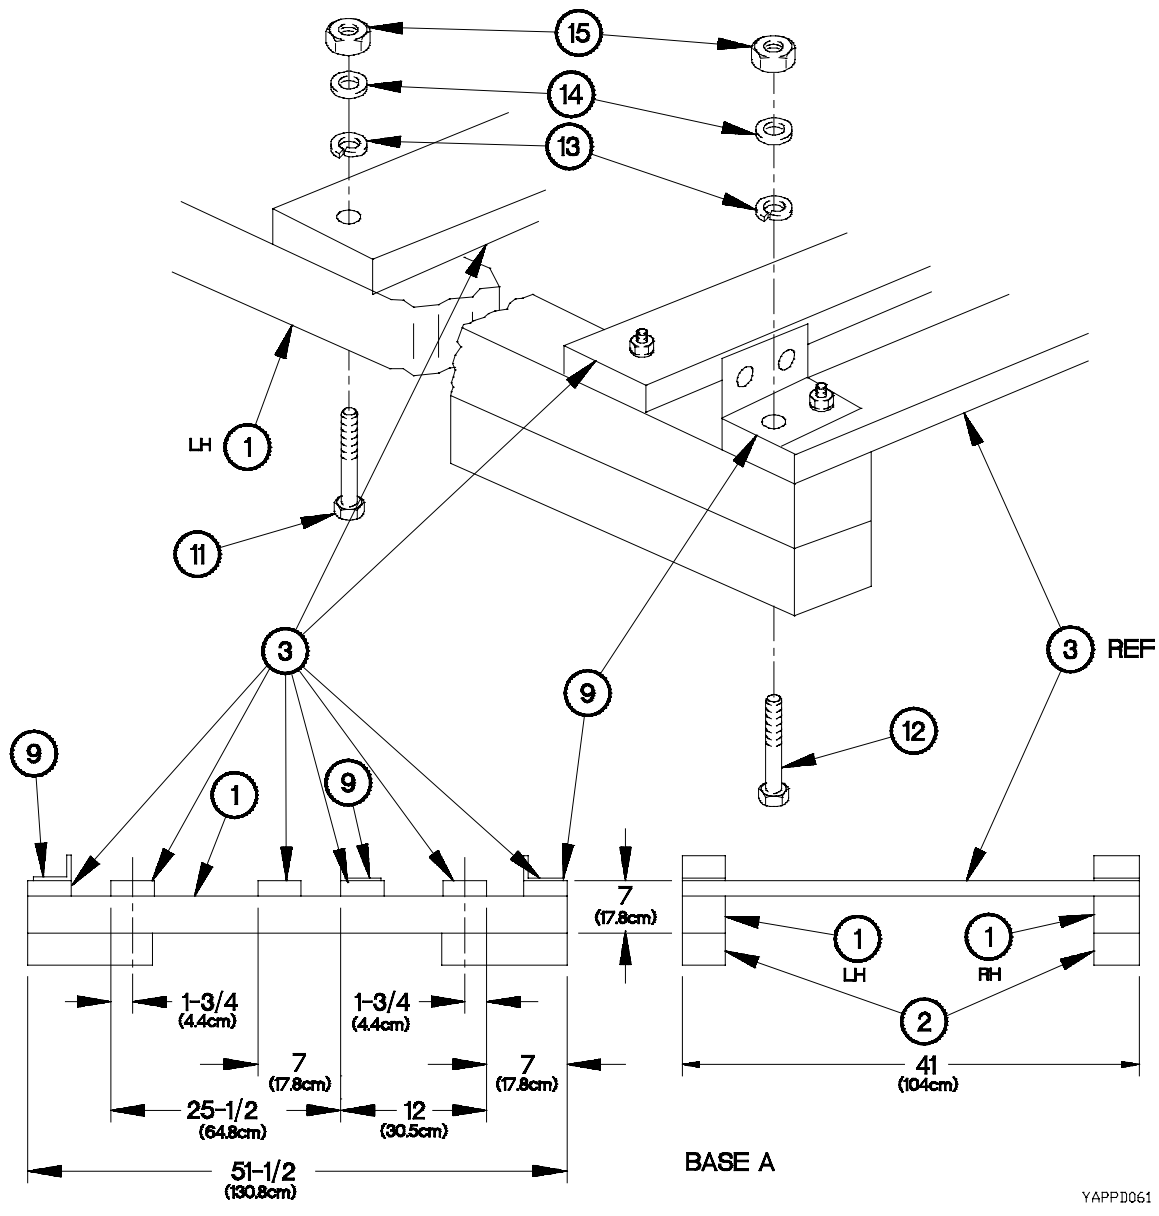 15
14
13
LH 1
11
3
3 REF
9
12
9
9
1
7
(17.8cm)
1
LH
1
RH
2
1-3/4
(4.4cm)
1-3/4
(4.4cm)
7
(17.8cm)
7
(17.8cm)
41
(104cm)
25-1/2
(64.8cm)
12
(30.5cm)
51-1/2
(130.8cm)
BASE A
YAPPD061